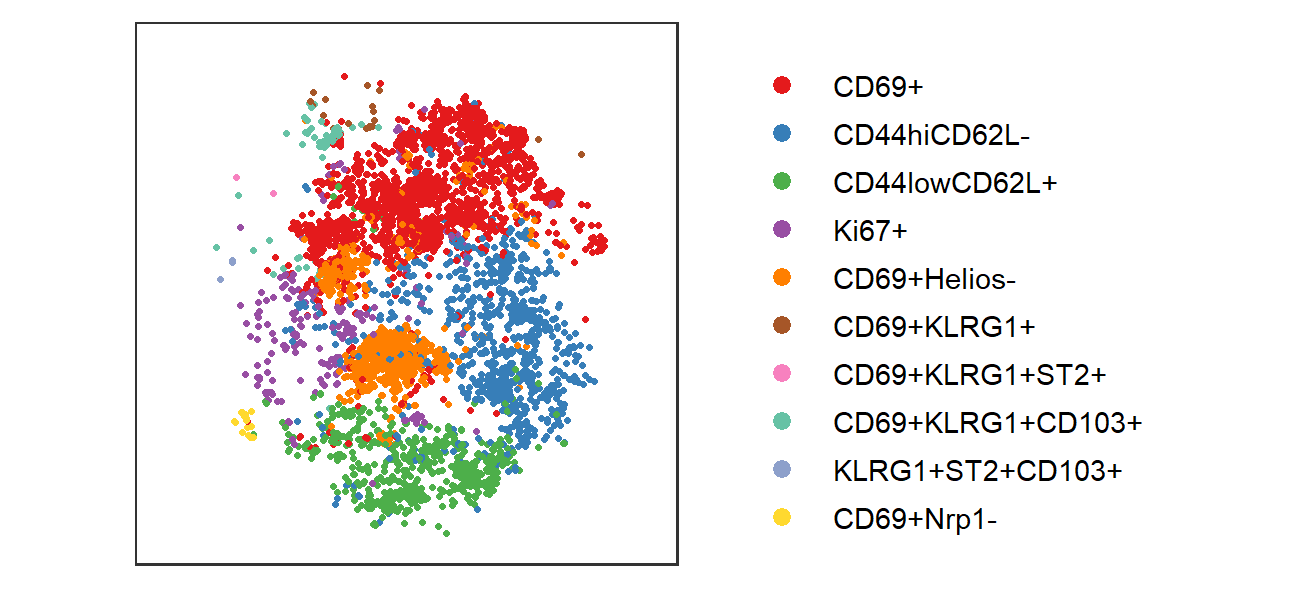 CD69+
CD44hiCD62L-
CD44lowCD62L+
Ki67+
CD69+Helios-
CD69+KLRG1+
CD69+KLRG1+ST2+
CD69+KLRG1+CD103+
KLRG1+ST2+CD103+
CD69+Nrp1-